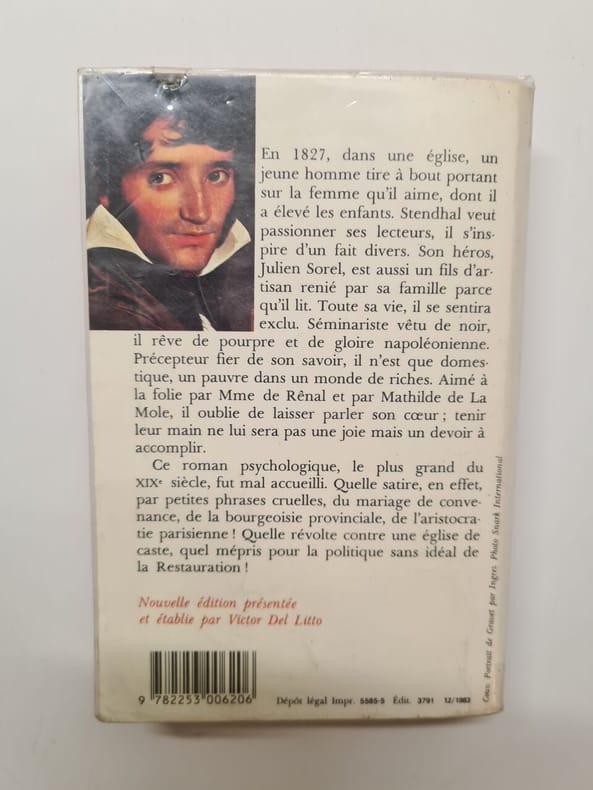 En 1827, dans une église, un
jeune homme tire à bout portant
sur la femme qu'il aime, dont il
a élevé les enfants. Stendhal veut
passionner ses lecteurs, il s'ins-
pire d'un fait divers. Son héros,
Julien Sorel, est aussi un fils d'ar-
tisan renié par sa famille parce
qu'il lit. Toute sa vie, il se sentira
exclu. Séminariste vêtu de noir,
il rêve de pourpre et de gloire napoléonienne.
Précepteur fier de son savoir, il n'est que domes-
tique, un pauvre dans un monde de riches. Aimé à
la folie par Mme de Rênal et par Mathilde de La
Mole, il oublie de laisser parler son cœur ; tenir
leur main ne lui sera pas une joie mais un devoir à
accomplir.
Ce roman psychologique, le plus grand du
XIXe siècle, fut mal accueilli. Quelle satire, en effet,
par petites phrases cruelles, du mariage de conve-
nance, de la bourgeoisie provinciale, de l'aristocra-
tie parisienne ! Quelle révolte contre une église de
caste, quel mépris pour la politique sans idéal de
la Restauration !
Nouvelle édition présentée
et établie par Victor Del Litto
9 782253 006206
Dépôt légal Impr. 5585-5 Édit. 3791 12/1983
Couv. Portrait de Granet par Ingres. Photo Snark International